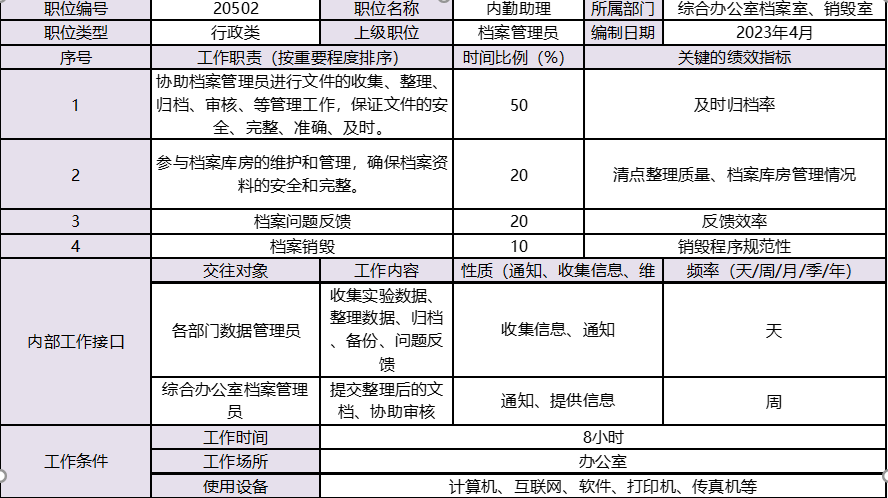 职位编号 20502 职位名称 内勤助理 所属部门 综合办公室档案室、销毁室
职位类型 行政类 上级职位 档案管理员 编制日期 2023年4月
序号 工作职责（按重要程度排序） 时间比例（%） 关键的绩效指标
1 协助档案管理员进行文件的收集、整理、
归档、审核、等管理工作，保证文件的安
全、完整、准确、及时。 50 及时归档率
2 参与档案库房的维护和管理，确保档案资
料的安全和完整。 20 清点整理质量、档案库房管理情况
3 档案问题反馈 20 反馈效率
4 档案销毁 10 销毁程序规范性
内部工作接口 交往对象 工作内容 性质（通知、收集信息、维 频率（天/周/月/季/年）
各部门数据管理员 收集实验数据、
整理数据、归档
、备份、问题反
馈 收集信息、通知 天
综合办公室档案管理
员 提交整理后的文
档、协助审核 通知、提供信息 周
工作条件 工作时间 8小时
工作场所 办公室
使用设备 计算机、互联网、软件、打印机、传真机等